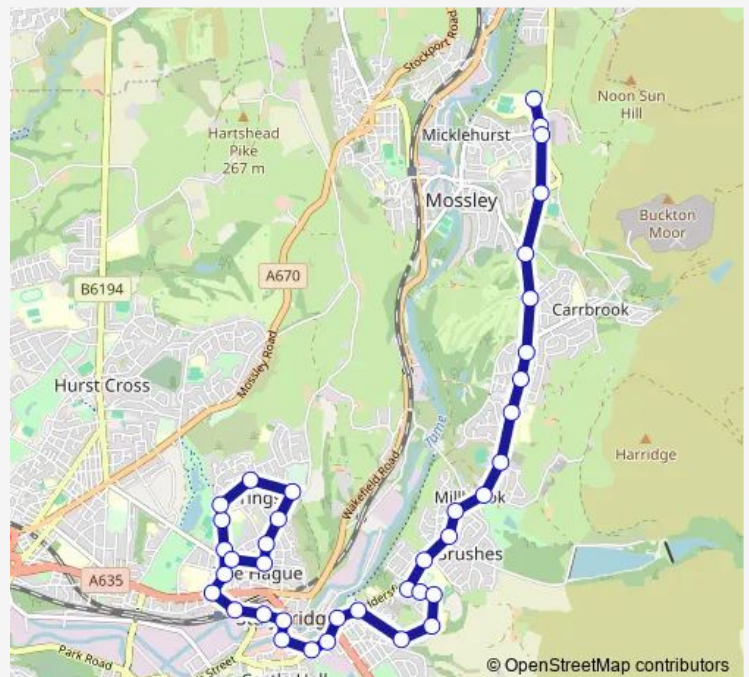 Stockport Road
Noon Sun
Hill
Micklehurst
Hartshead
Pike
267 m
Mossley
Buckton
Moor
A670
B6194
Carrbrook
Mossley Road
Hurst Cross
Tame
Harridge
Wakefield Road
Brushes
A635
Park Road
Street
© OpenStreetMap contributors